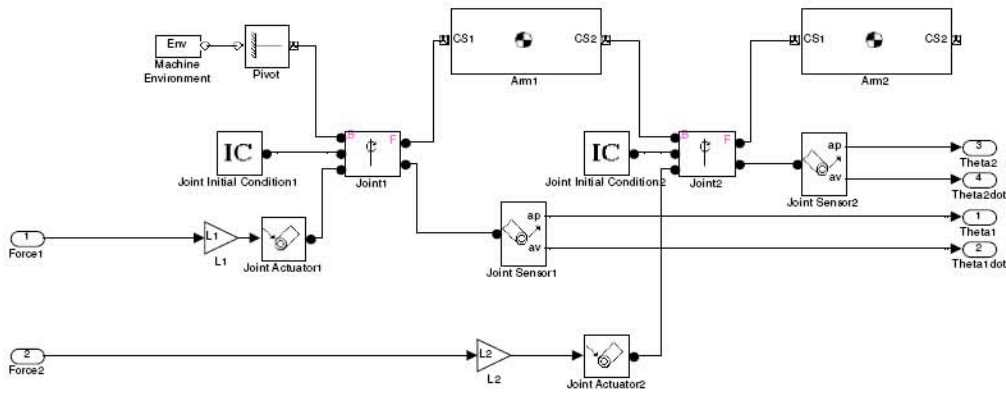 Env
Machine
Environment
Pivot
CS1
CS2
Arm1
CS1
CS2
Arm2
IC
Joint Initial Condition1
B
F
Joint1
IC
Joint Initial Condition2
B
F
Joint2
ap
av
Joint Sensor2
3
Theta2
4
Theta2dot
1
Force1
L1
L1
Joint Actuator1
ap
av
Joint Sensor1
1
Theta1
2
Theta1dot
2
Force2
L2
L2
Joint Actuator2